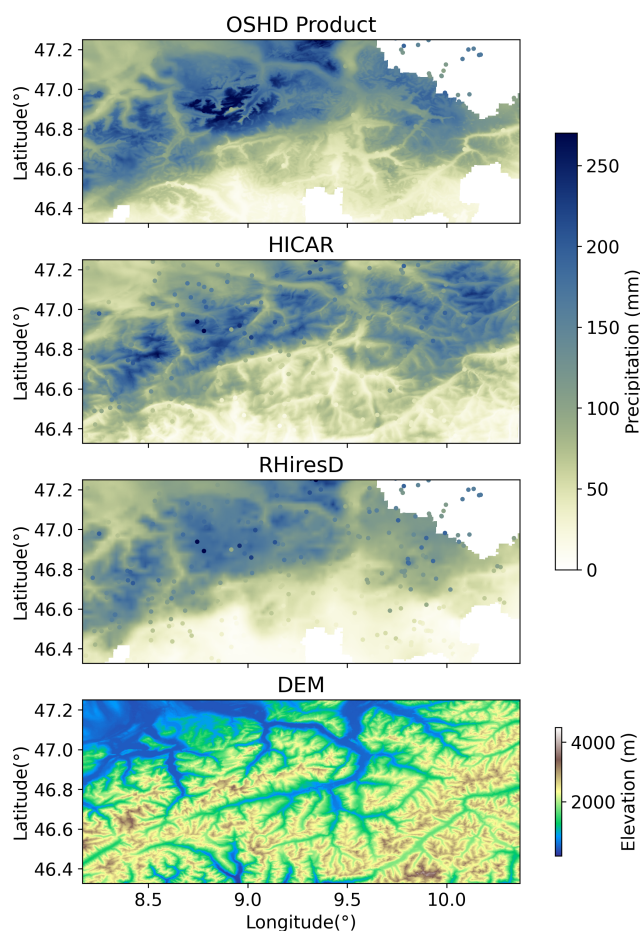 OSHD Product
47.2
47.0
46.8
46.6
46.4
Latitude(°)
HICAR
47.2
47.0
46.8
46.6
46.4
Latitude(°)
RHiresD
47.2
47.0
46.8
46.6
46.4
Latitude(°)
DEM
47.2
47.0
46.8
46.6
46.4
Latitude(°)
8.5 9.0 9.5 10.0
Longitude(°)
250
200
150
100
50
0
Precipitation (mm)
4000
2000
Elevation (m)